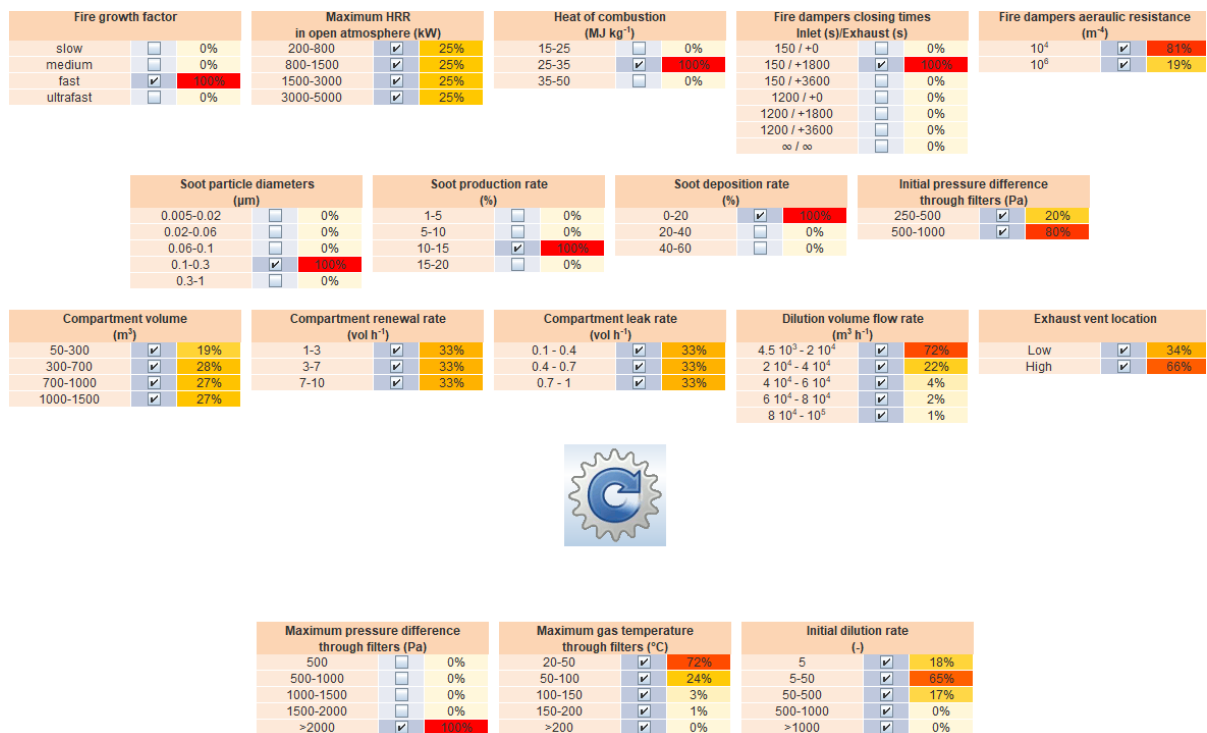 Fire growth factor
slow 0%
medium 0%
fast 100%
ultrafast 0%
Maximum HRR
in open atmosphere (kW)
200-800 25%
800-1500 25%
1500-3000 25%
3000-5000 25%
Heat of combustion
(MJ kg⁻¹)
15-25 0%
25-35 100%
35-50 0%
Fire dampers closing times
Inlet (s)/Exhaust (s)
150 / +0 0%
150 / +1800 100%
150 / +3600 0%
1200 / +0 0%
1200 / +1800 0%
1200 / +3600 0%
∞ / ∞ 0%
Fire dampers aeraulic resistance
(m⁻⁴)
10⁴ 81%
10⁶ 19%
Soot particle diameters
(µm)
0.005-0.02 0%
0.02-0.06 0%
0.06-0.1 0%
0.1-0.3 100%
0.3-1 0%
Soot production rate
(%)
1-5 0%
5-10 0%
10-15 100%
15-20 0%
Soot deposition rate
(%)
0-20 100%
20-40 0%
40-60 0%
Initial pressure difference
through filters (Pa)
250-500 20%
500-1000 80%
Compartment volume
(m³)
50-300 19%
300-700 28%
700-1000 27%
1000-1500 27%
Compartment renewal rate
(vol h⁻¹)
1-3 33%
3-7 33%
7-10 33%
Compartment leak rate
(vol h⁻¹)
0.1 - 0.4 33%
0.4 - 0.7 33%
0.7 - 1 33%
Dilution volume flow rate
(m³ h⁻¹)
4.5 10³ - 2 10⁴ 72%
2 10⁴ - 4 10⁴ 22%
4 10⁴ - 6 10⁴ 4%
6 10⁴ - 8 10⁴ 2%
8 10⁴ - 10⁵ 1%
Exhaust vent location
Low 34%
High 66%
Maximum pressure difference
through filters (Pa)
500 0%
500-1000 0%
1000-1500 0%
1500-2000 0%
>2000 100%
Maximum gas temperature
through filters (°C)
20-50 72%
50-100 24%
100-150 3%
150-200 1%
>200 0%
Initial dilution rate
(-)
5 18%
5-50 65%
50-500 17%
500-1000 0%
>1000 0%